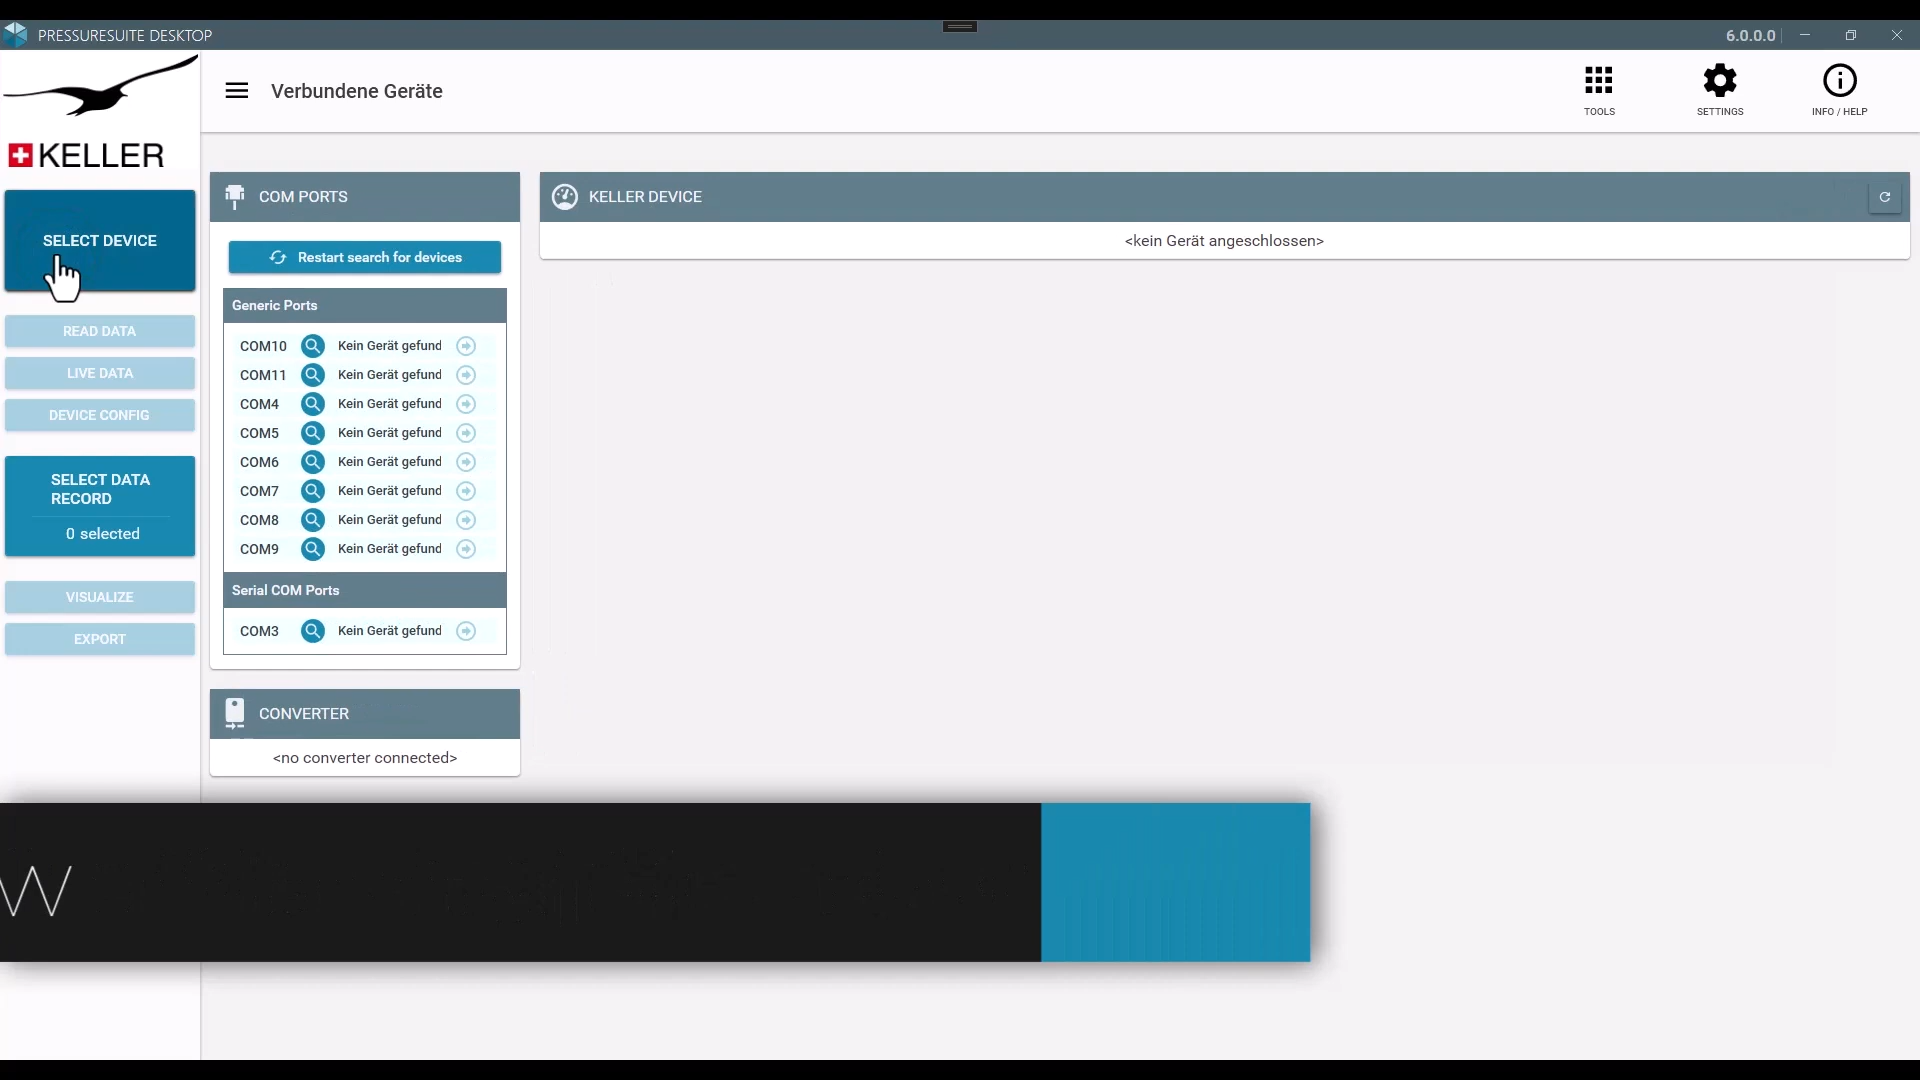 PRESSURESUITE DESKTOP
6.0.0.0
KELLER
Verbundene Geräte
TOOLS
SETTINGS
INFO / HELP
SELECT DEVICE
READ DATA
LIVE DATA
DEVICE CONFIG
SELECT DATA
RECORD
0 selected
VISUALIZE
EXPORT
COM PORTS
Restart search for devices
Generic Ports
COM10 Kein Gerät gefund
COM11 Kein Gerät gefund
COM4 Kein Gerät gefund
COM5 Kein Gerät gefund
COM6 Kein Gerät gefund
COM7 Kein Gerät gefund
COM8 Kein Gerät gefund
COM9 Kein Gerät gefund
Serial COM Ports
COM3 Kein Gerät gefund
CONVERTER
<no converter connected>
KELLER DEVICE
<kein Gerät angeschlossen>
W